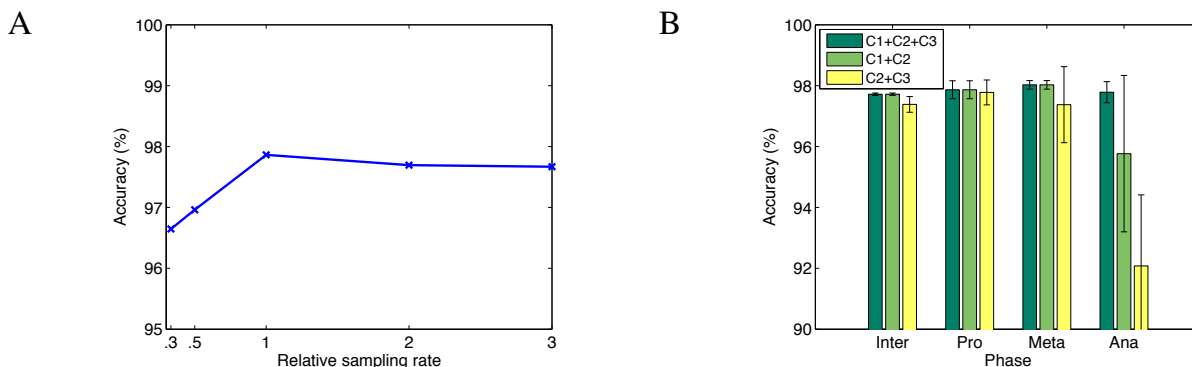 A
100
99
98
97
96
95
.3 .5 1 2 3
Relative sampling rate
Accuracy (%)
B
100
98
96
94
92
90
C1+C2+C3
C1+C2
C2+C3
Inter Pro Meta Ana
Phase
Accuracy (%)